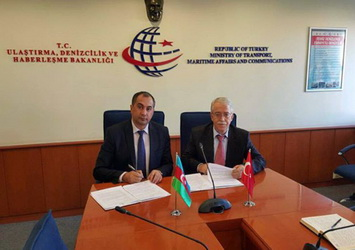 T.C.
ULAŞTIRMA, DENİZCİLİK VE
HABERLEŞME BAKANLIĞI
REPUBLIC OF TURKEY
MINISTRY OF TRANSPORT,
MARITIME AFFAIRS AND COMMUNICATIONS